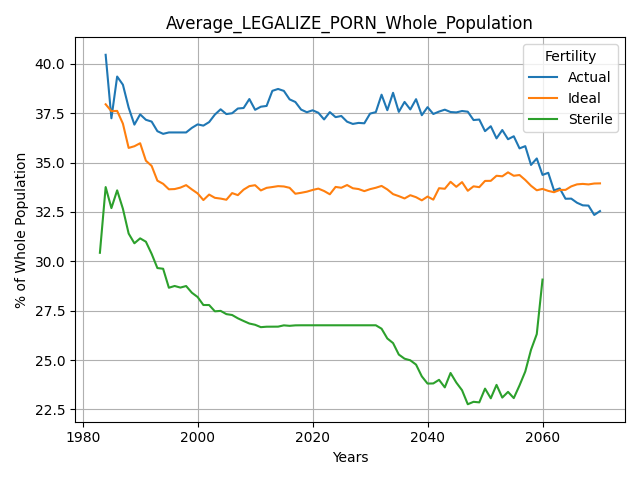 Average_LEGALIZE_PORN_Whole_Population
Fertility
Actual
Ideal
Sterile
% of Whole Population
40.0
37.5
35.0
32.5
30.0
27.5
25.0
22.5
1980 2000 2020 2040 2060
Years